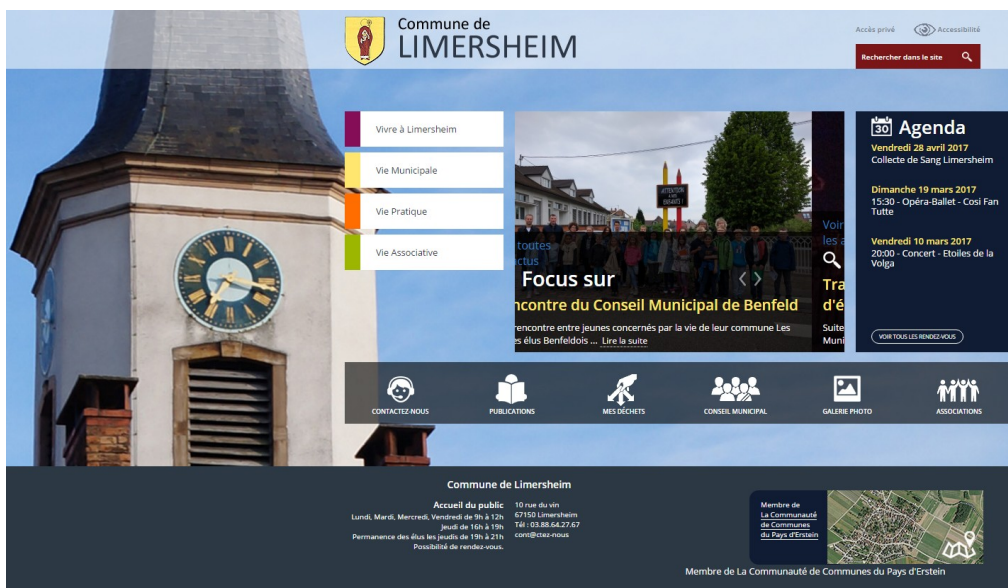 Commune de
LIMERSHEIM
Accès privé
Accessibilité
Rechercher dans le site
Vivre à Limersheim
Vie Municipale
Vie Pratique
Vie Associative
toutes
ctus
ATTENTION
ENFANTS !
Focus sur
ncontre du Conseil Municipal de Benfeld
rencontre entre jeunes concernés par la vie de leur commune Les
es élus Benfeldois ... Lire la suite
Voir
les a
Tra
d'é
Suite
Muni
30 Agenda
Vendredi 28 avril 2017
Collecte de Sang Limersheim
Dimanche 19 mars 2017
15:30 - Opéra-Ballet - Cosi Fan
Tutte
Vendredi 10 mars 2017
20:00 - Concert - Etoiles de la
Volga
VOIR TOUS LES RENDEZ-VOUS
CONTACTEZ-NOUS
PUBLICATIONS
MES DÉCHETS
CONSEIL MUNICIPAL
GALERIE PHOTO
ASSOCIATIONS
Commune de Limersheim
Accueil du public
Lundi, Mardi, Mercredi, Vendredi de 9h à 12h
Jeudi de 16h à 19h
Permanence des élus les jeudis de 19h à 21h
Possibilité de rendez-vous.
10 rue du vin
67150 Limersheim
Tél : 03.88.64.27.67
cont@ctez-nous
Membre de
La Communauté
de Communes
du Pays d'Erstein
Membre de La Communauté de Communes du Pays d'Erstein